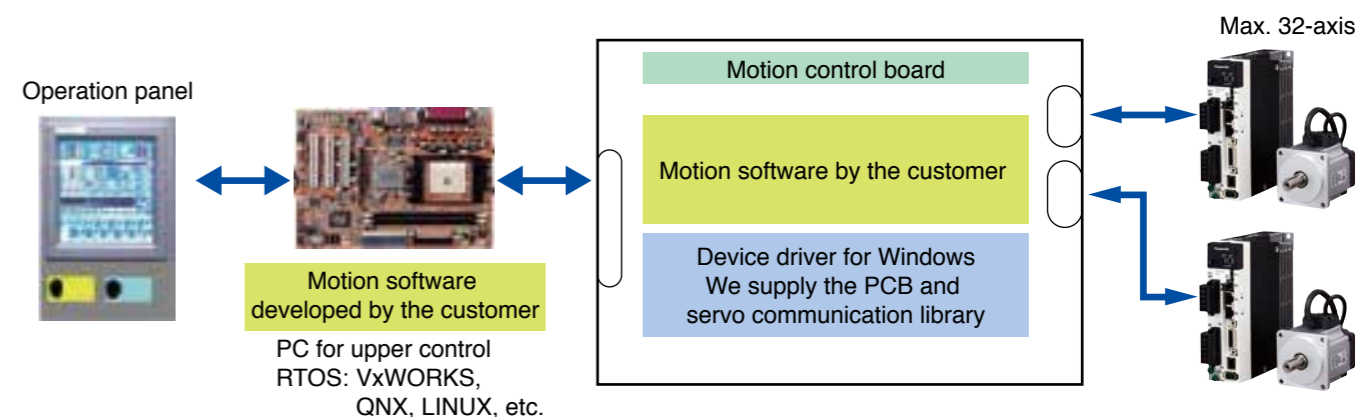 Max. 32-axis
Operation panel
Motion control board
Motion software by the customer
Device driver for Windows
We supply the PCB and
servo communication library
Motion software
developed by the customer
PC for upper control
RTOS: VxWORKS,
QNX, LINUX, etc.